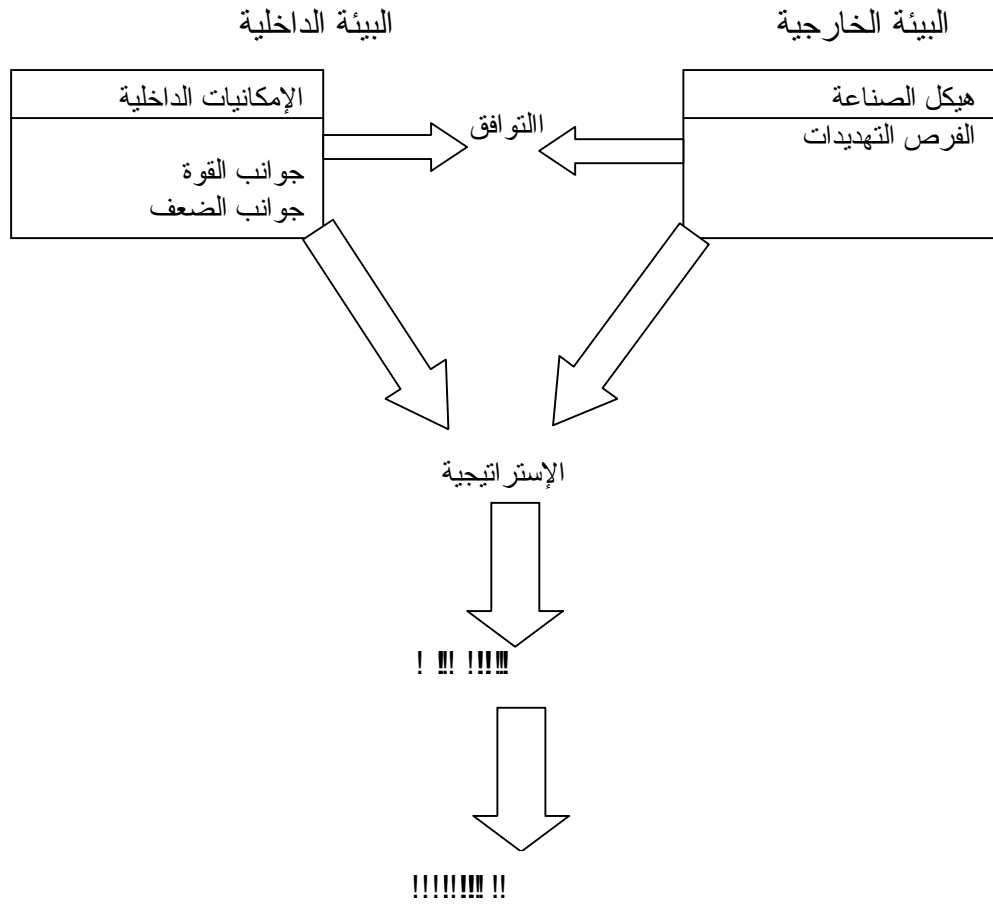 البيئة الخارجية
البيئة الداخلية
هيكل الصناعة
الفرص التهديدات
االتوافق
الإمكانيات الداخلية
جوانب القوة
جوانب الضعف
الإستراتيجية